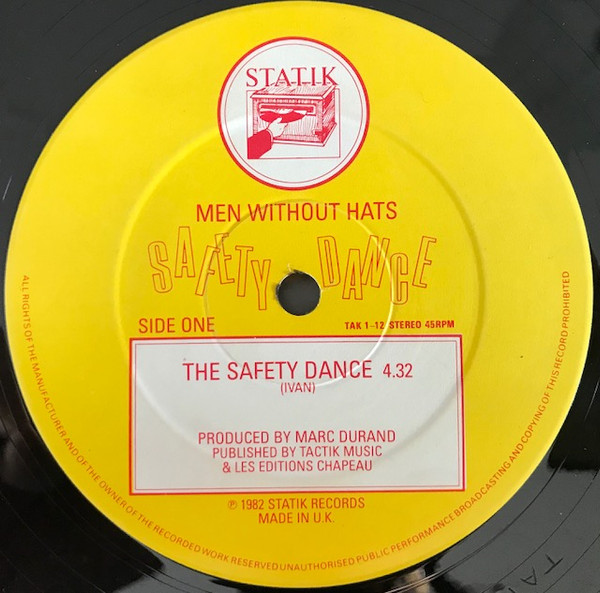 STATIK
MEN WITHOUT HATS
SAFETY DANCE
SIDE ONE
TAK 1-12 STEREO 45RPM
THE SAFETY DANCE 4.32
(IVAN)
PRODUCED BY MARC DURAND
PUBLISHED BY TACTIK MUSIC
& LES EDITIONS CHAPEAU
℗ 1982 STATIK RECORDS
MADE IN U.K.
ALL RIGHTS OF THE MANUFACTURER AND OF THE OWNER OF THE RECORDED WORK RESERVED UNAUTHORISED PUBLIC PERFORMANCE BROADCASTING AND COPYING OF THIS RECORD PROHIBITED